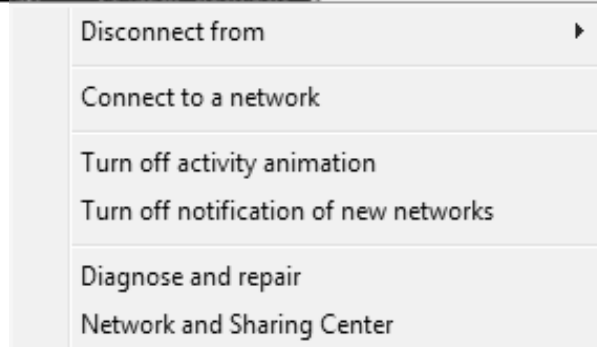 Disconnect from
Connect to a network
Turn off activity animation
Turn off notification of new networks
Diagnose and repair
Network and Sharing Center